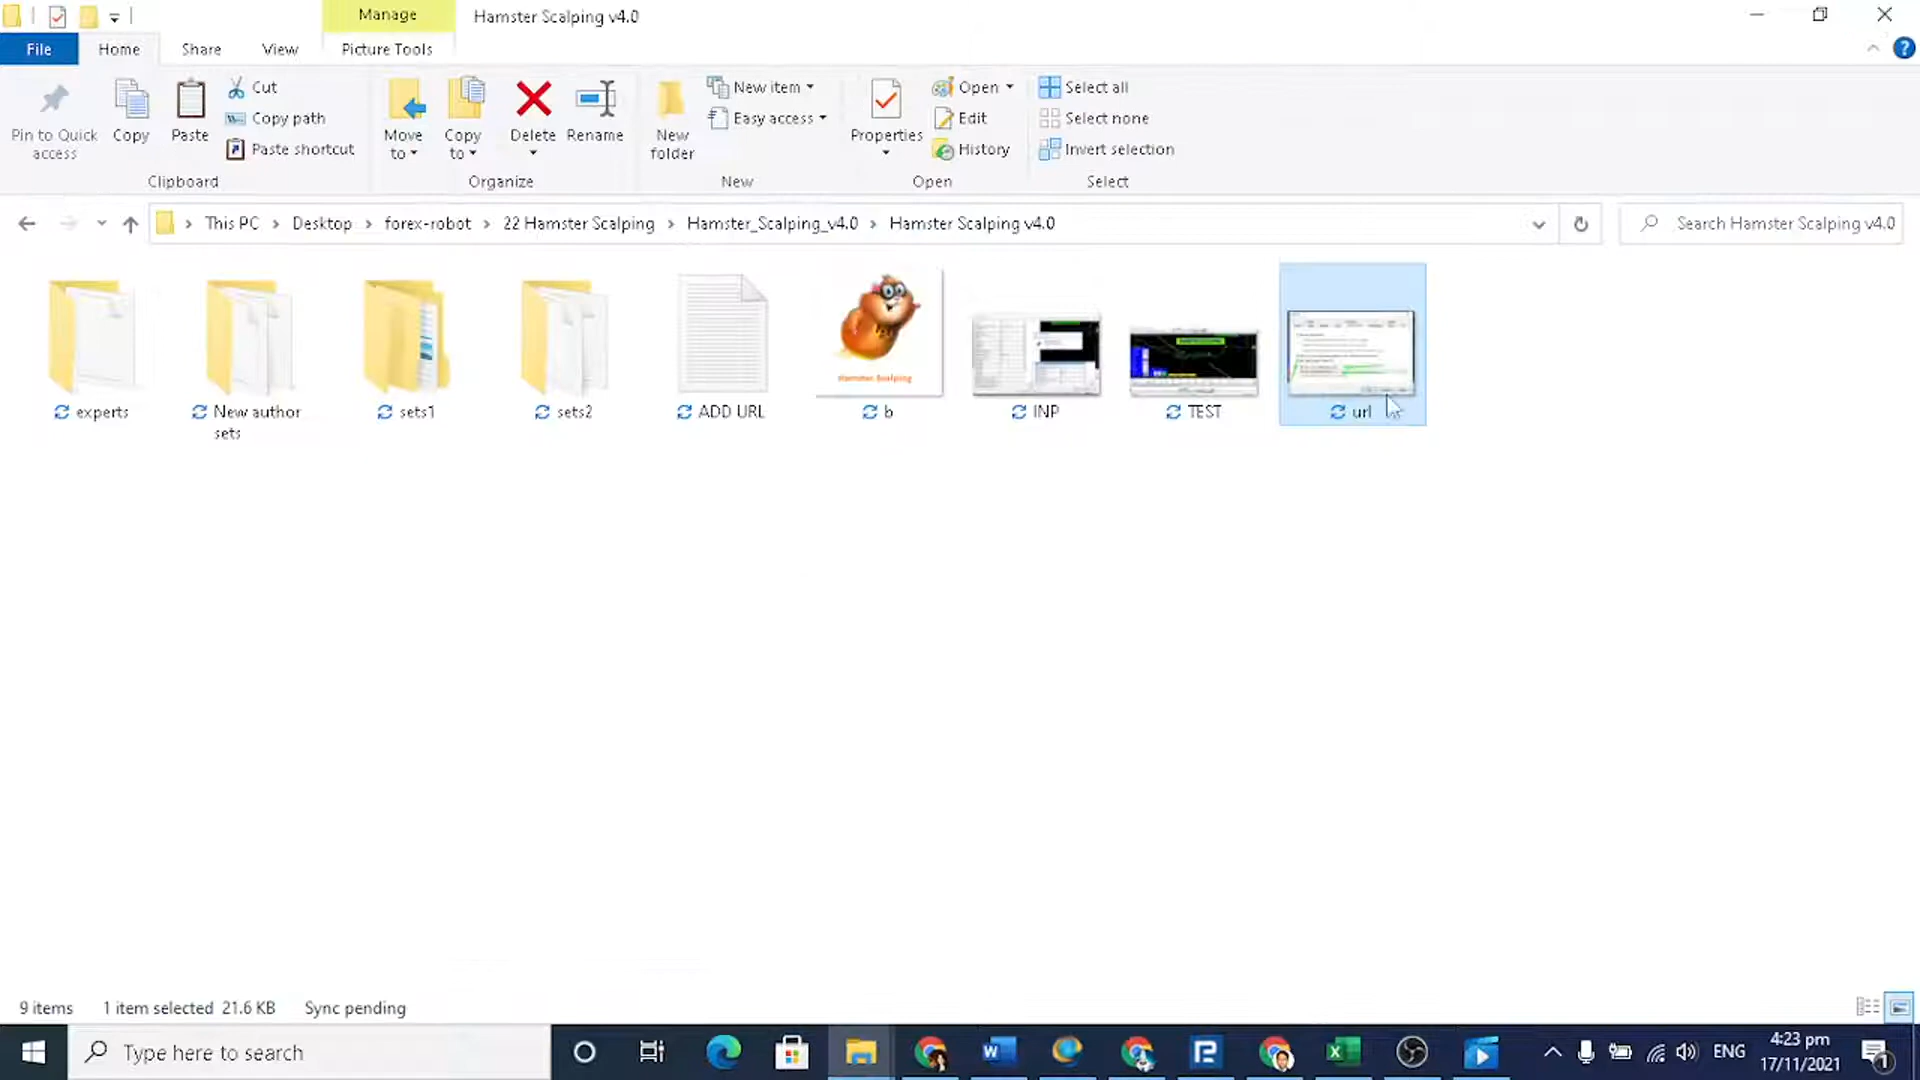 Manage
Hamster Scalping v4.0
File
Home
Share
View
Picture Tools
Pin to Quick access
Copy
Paste
Cut
Copy path
Paste shortcut
Clipboard
Move to
Copy to
Delete
Rename
Organize
New folder
New item
Easy access
New
Properties
Open
Edit
History
Open
Select all
Select none
Invert selection
Select
This PC
Desktop
forex-robot
22 Hamster Scalping
Hamster_Scalping_v4.0
Hamster Scalping v4.0
Search Hamster Scalping v4.0
Hamster Scalping
experts
New author sets
sets1
sets2
ADD URL
b
INP
TEST
url
9 items
1 item selected 21.6 KB
Sync pending
Type here to search
ENG
4:23 pm
17/11/2021
1